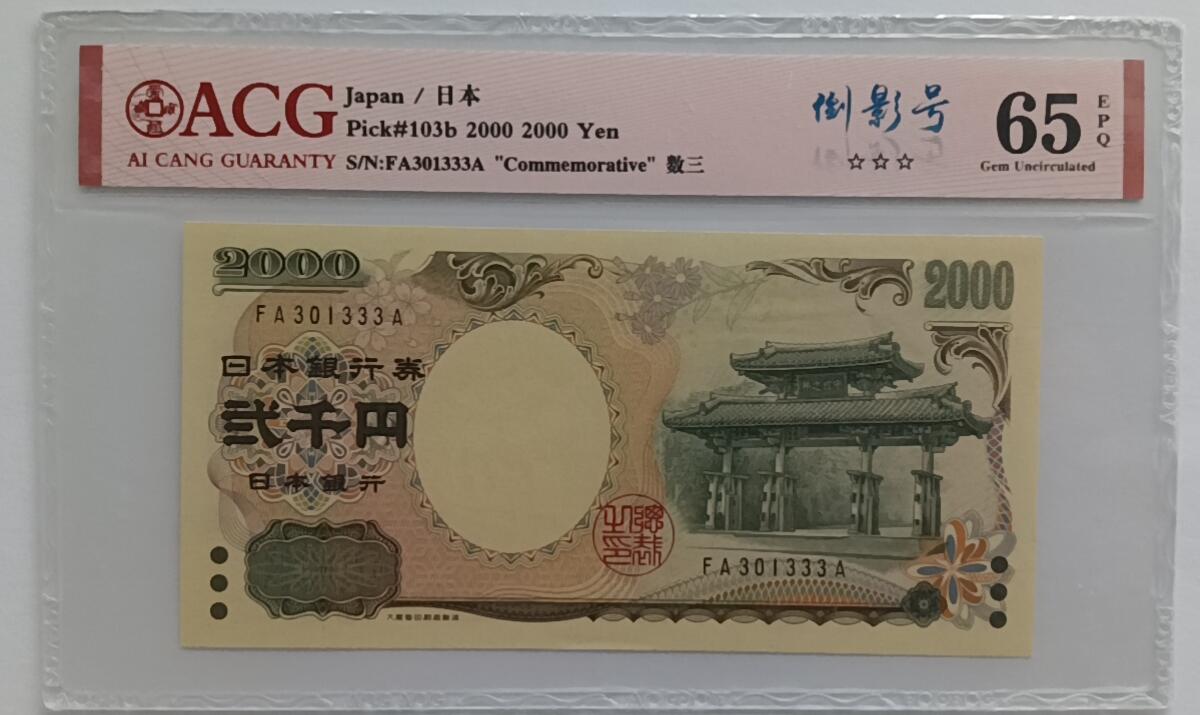 ACG
AI CANG GUARANTY
Japan / 日本
Pick#103b 2000 2000 Yen
S/N:FA301333A "Commemorative" 数三
倒影号
☆☆☆
65
EPQ
Gem Uncirculated
2000
2000
FA301333A
日本銀行券
弐千円
日本銀行
FA301333A